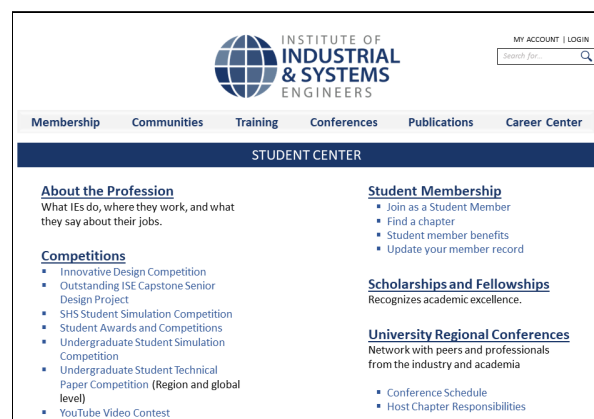 INSTITUTE OF
INDUSTRIAL
& SYSTEMS
ENGINEERS
MY ACCOUNT | LOGIN
Search for...
Membership Communities Training Conferences Publications Career Center
STUDENT CENTER
About the Profession
What IEs do, where they work, and what
they say about their jobs.
Competitions
▪ Innovative Design Competition
▪ Outstanding ISE Capstone Senior
Design Project
▪ SHS Student Simulation Competition
▪ Student Awards and Competitions
▪ Undergraduate Student Simulation
Competition
▪ Undergraduate Student Technical
Paper Competition (Region and global
level)
▪ YouTube Video Contest
Student Membership
▪ Join as a Student Member
▪ Find a chapter
▪ Student member benefits
▪ Update your member record
Scholarships and Fellowships
Recognizes academic excellence.
University Regional Conferences
Network with peers and professionals
from the industry and academia
▪ Conference Schedule
▪ Host Chapter Responsibilities